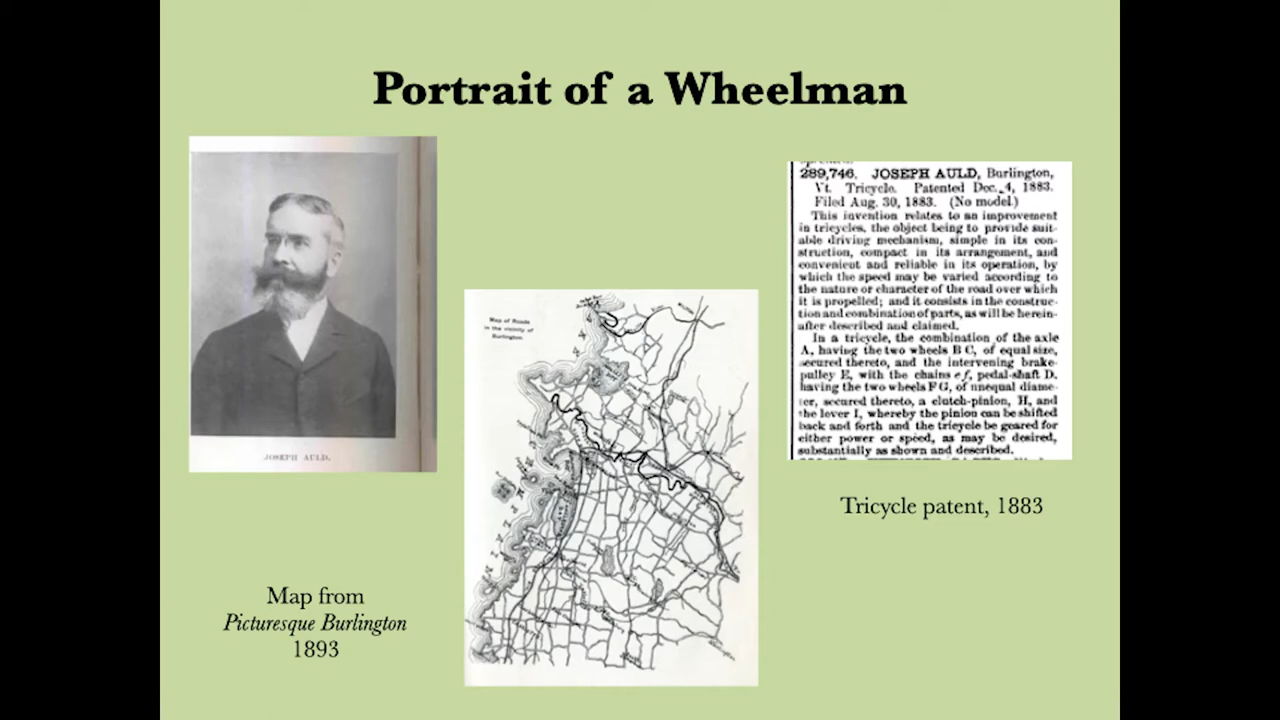 Portrait of a Wheelman
JOSEPH AULD.
Map of Roads
in the vicinity of
Burlington.
289,746. JOSEPH AULD, Burlington,
Vt. Tricycle. Patented Dec. 4, 1883.
Filed Aug. 30, 1883. (No model.)
This invention relates to an improvement
in tricycles, the object being to provide suit-
able driving mechanism, simple in its con-
struction, compact in its arrangement, and
convenient and reliable in its operation, by
which the speed may be varied according to
the nature or character of the road over which
it is propelled; and it consists in the construc-
tion and combination of parts, as will be herein-
after described and claimed.
In a tricycle, the combination of the axle
A, having the two wheels B C, of equal size,
secured thereto, and the intervening brake-
pulley E, with the chains e f, pedal-shaft D,
having the two wheels F G, of unequal diame-
ter, secured thereto, a clutch-pinion, H, and
the lever I, whereby the pinion can be shifted
back and forth and the tricycle be geared for
either power or speed, as may be desired,
substantially as shown and described.
Tricycle patent, 1883
Map from
Picturesque Burlington
1893